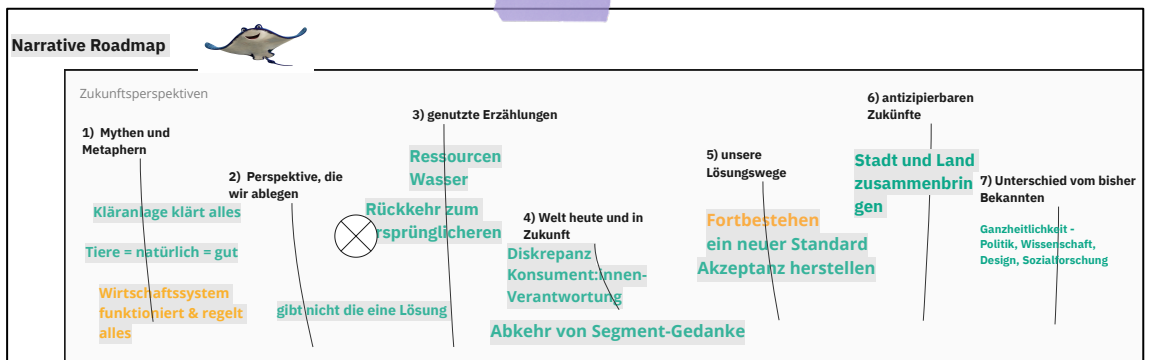 Narrative Roadmap
Zukunftsperspektiven
1) Mythen und
Metaphern
Kläranlage klärt alles
Tiere = natürlich = gut
Wirtschaftssystem
funktioniert & regelt
alles
2) Perspektive, die
wir ablegen
gibt nicht die eine Lösung
3) genutzte Erzählungen
Ressourcen
Wasser
Rückkehr zum
rsprünglicheren
4) Welt heute und in
Zukunft
Diskrepanz
Konsument:innen-
Verantwortung
Abkehr von Segment-Gedanke
5) unsere
Lösungswege
Fortbestehen
ein neuer Standard
Akzeptanz herstellen
6) antizipierbaren
Zukünfte
Stadt und Land
zusammenbrin
gen
7) Unterschied vom bisher
Bekannten
Ganzheitlichkeit -
Politik, Wissenschaft,
Design, Sozialforschung